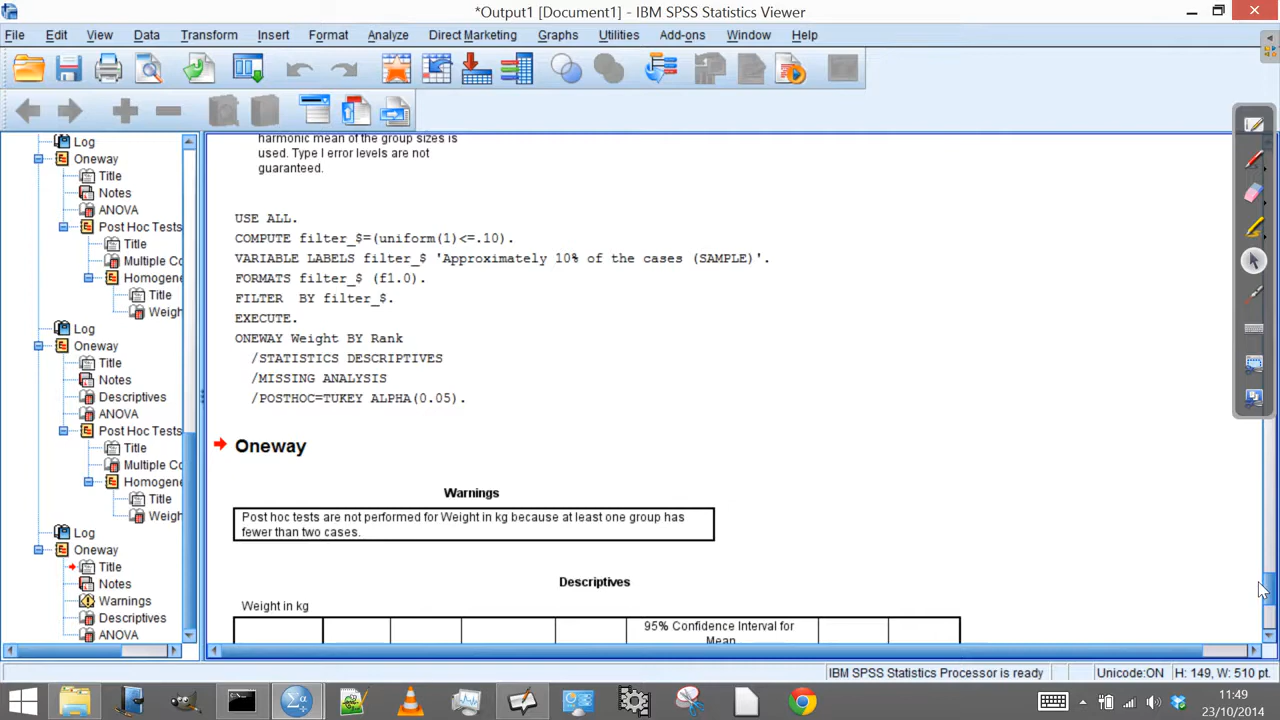 *Output1 [Document1] - IBM SPSS Statistics Viewer
File Edit View Data Transform Insert Format Analyze Direct Marketing Graphs Utilities Add-ons Window Help
Log
Oneway
Title
Notes
ANOVA
Post Hoc Tests
Title
Multiple Co
Homogene
Title
Weigh
Log
Oneway
Title
Notes
Descriptives
ANOVA
Post Hoc Tests
Title
Multiple Co
Homogene
Title
Weigh
Log
Oneway
Title
Notes
Warnings
Descriptives
ANOVA
harmonic mean of the group sizes is
used. Type I error levels are not
guaranteed.
USE ALL.
COMPUTE filter_$=(uniform(1)<=.10).
VARIABLE LABELS filter_$ 'Approximately 10% of the cases (SAMPLE)'.
FORMATS filter_$ (f1.0).
FILTER BY filter_$.
EXECUTE.
ONEWAY Weight BY Rank
/STATISTICS DESCRIPTIVES
/MISSING ANALYSIS
/POSTHOC=TUKEY ALPHA(0.05).
Oneway
Warnings
Post hoc tests are not performed for Weight in kg because at least one group has
fewer than two cases.
Descriptives
Weight in kg
95% Confidence Interval for
Mean
IBM SPSS Statistics Processor is ready
Unicode:ON
H: 149, W: 510 pt.
11:49
23/10/2014